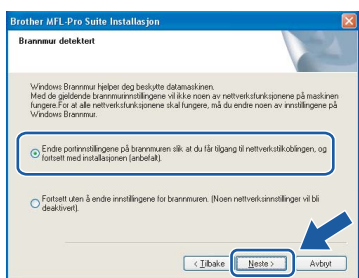 Brother MFL-Pro Suite Installasjon
Brannmur detektert
Windows Brannmur hjelper deg beskytte datamaskinen.
Med de gjeldende brannmurinnstillingene vil ikke noen av nettverksfunksjonene på maskinen
fungere.For at alle nettverksfunksjonene skal fungere, må du endre noen av innstillingene på
Windows Brannmur.
Endre portinnstillingene på brannmuren slik at du får tilgang til nettverkstilkoblingen, og
fortsett med installasjonen (anbefalt).
Fortsett uten å endre innstillingene for brannmuren. (Noen nettverksinnstillinger vil bli
deaktivert).
< Tilbake
Neste >
Avbryt